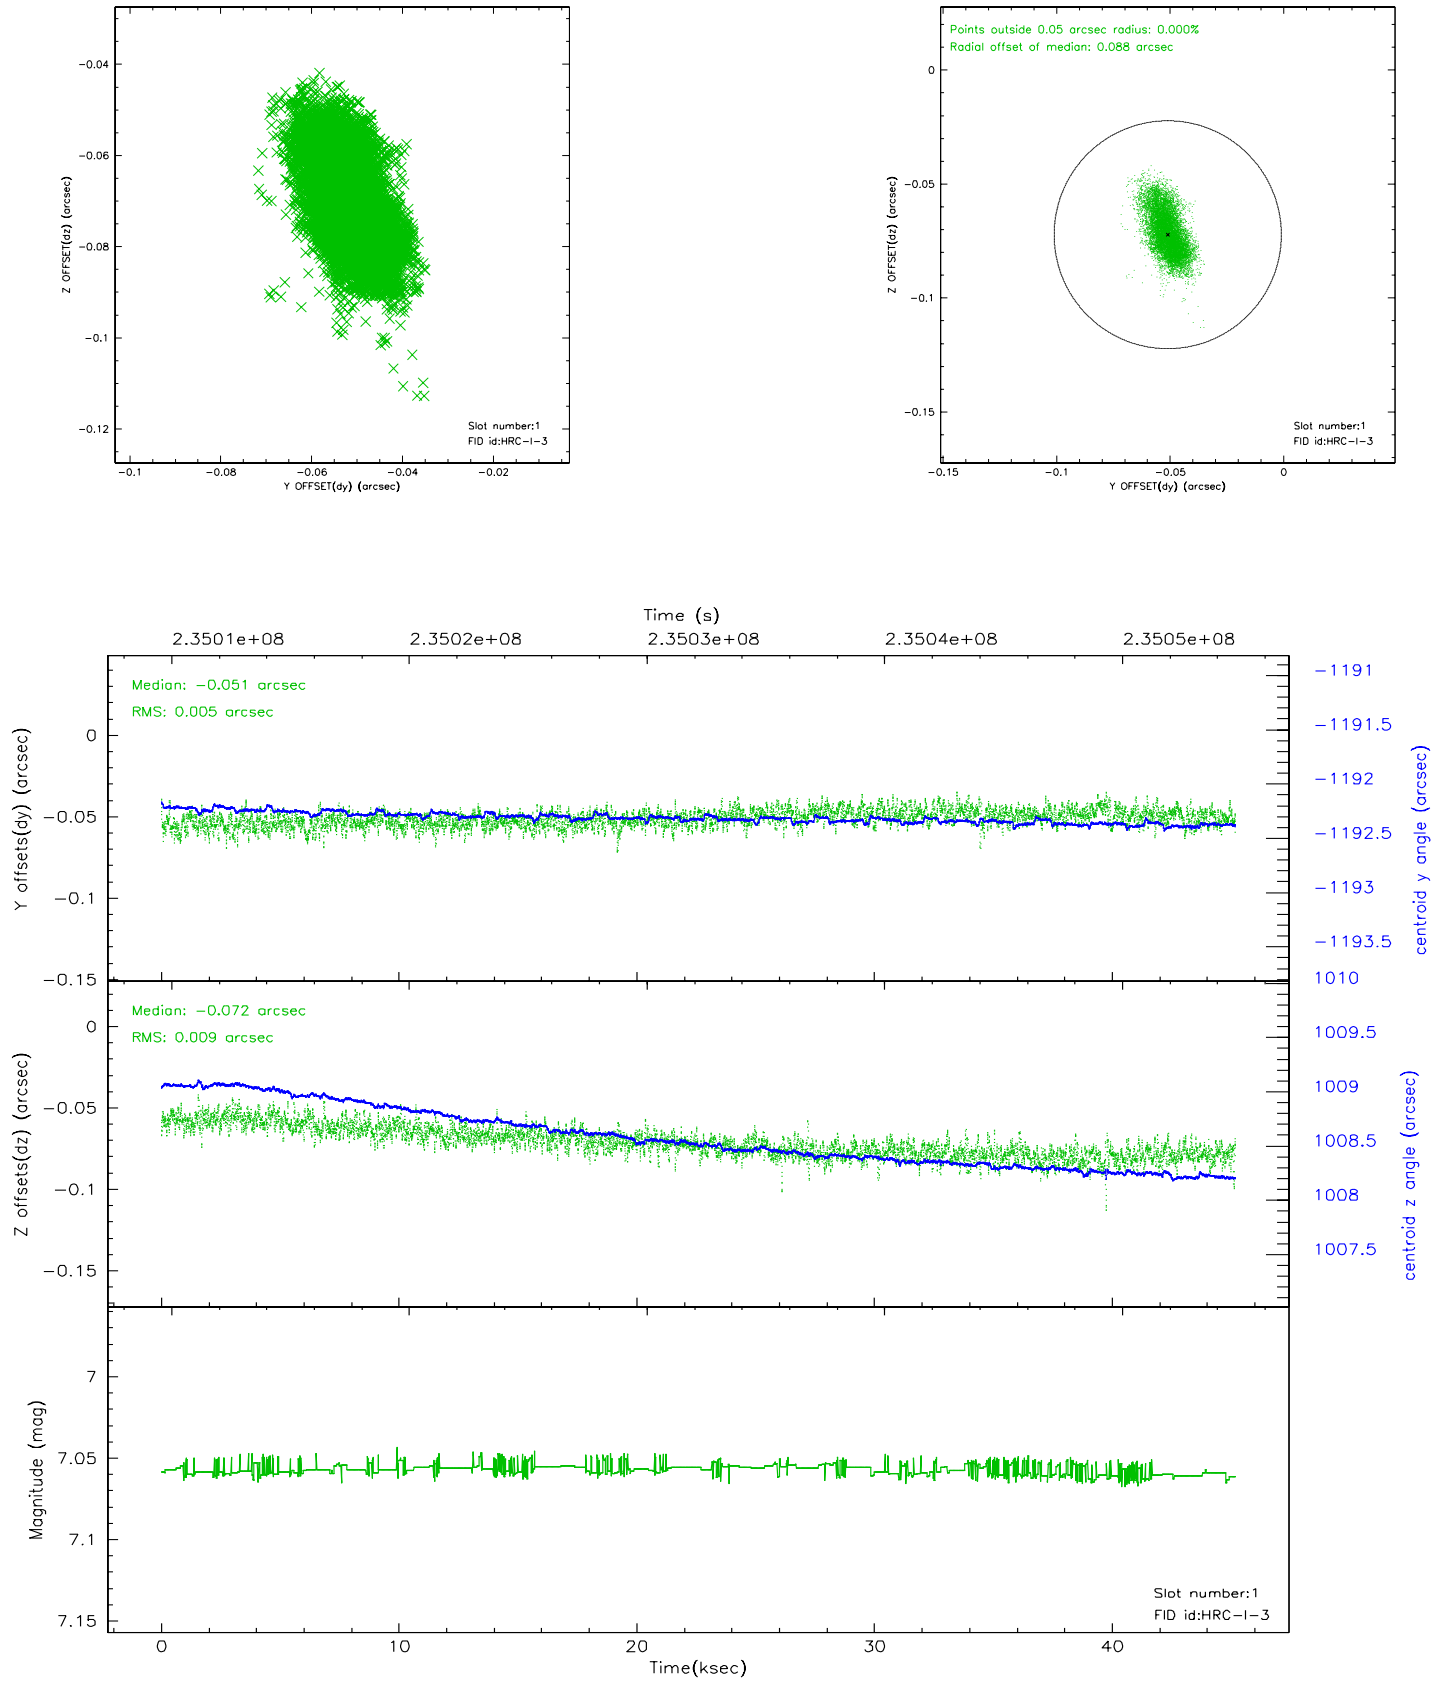 −0.04
−0.06
−0.08
−0.1
−0.12
Z OFFSET(dz) (arcsec)
Slot number:1
FID id:HRC−I−3
−0.1
−0.08
−0.06
−0.04
−0.02
Y OFFSET(dy) (arcsec)
Points outside 0.05 arcsec radius: 0.000%
Radial offset of median: 0.088 arcsec
0
−0.05
−0.1
−0.15
Z OFFSET(dz) (arcsec)
Slot number:1
FID id:HRC−I−3
−0.15
−0.1
−0.05
0
Y OFFSET(dy) (arcsec)
Time (s)
2.3501e+08
2.3502e+08
2.3503e+08
2.3504e+08
2.3505e+08
Median: −0.051 arcsec
RMS: 0.005 arcsec
0
−0.05
−0.1
−0.15
Y offsets(dy) (arcsec)
−1191
−1191.5
−1192
−1192.5
−1193
−1193.5
centroid y angle (arcsec)
Median: −0.072 arcsec
RMS: 0.009 arcsec
0
−0.05
−0.1
−0.15
Z offsets(dz) (arcsec)
1010
1009.5
1009
1008.5
1008
1007.5
centroid z angle (arcsec)
7
7.05
7.1
7.15
Magnitude (mag)
Slot number:1
FID id:HRC−I−3
0
10
20
30
40
Time(ksec)